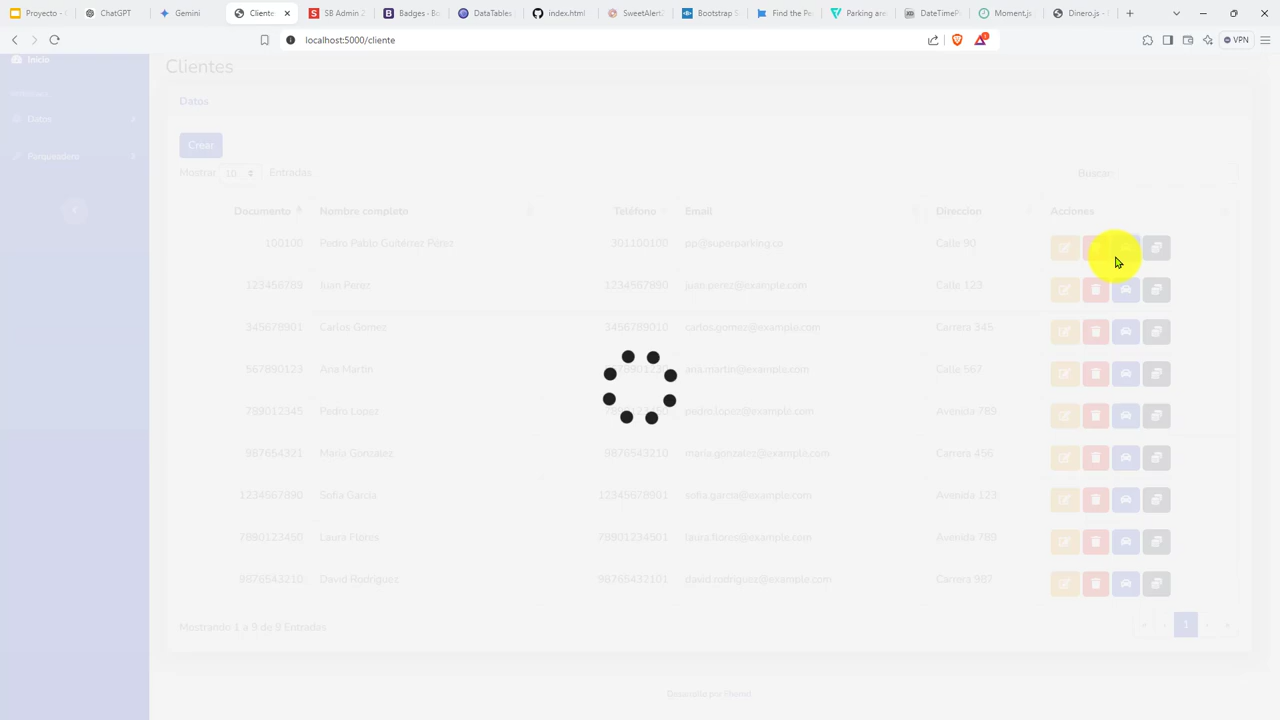 Proyecto - ChatGPT Gemini Cliente SB Admin 2 Badges - Bo DataTables index.html SweetAlert2 Bootstrap S Find the Pe Parking are DateTimePi Moment.js Dinero.js -
localhost:5000/cliente VPN
Inicio
Clientes
Datos
Datos
Crear
Parqueadero
Mostrar 10 Entradas Buscar:
Documento Nombre completo Teléfono Email Direccion Acciones
100100 Pedro Pablo Gutiérrez Pérez 301100100 pp@superparking.co Calle 90
123456789 Juan Perez 1234567890 juan.perez@example.com Calle 123
345678901 Carlos Gomez 3456789010 carlos.gomez@example.com Carrera 345
567890123 Ana Martin ana.martin@example.com Calle 567
789012345 Pedro Lopez pedro.lopez@example.com Avenida 789
987654321 Maria Gonzalez 9876543210 maria.gonzalez@example.com Carrera 456
1234567890 Sofia Garcia 12345678901 sofia.garcia@example.com Avenida 123
7890123450 Laura Flores 78901234501 laura.flores@example.com Avenida 780
9876543210 David Rodriguez 98765432101 david.rodriguez@example.com Carrera 987
Mostrando 1 a 9 de 9 Entradas « ‹ 1 › »
Desarrollo por